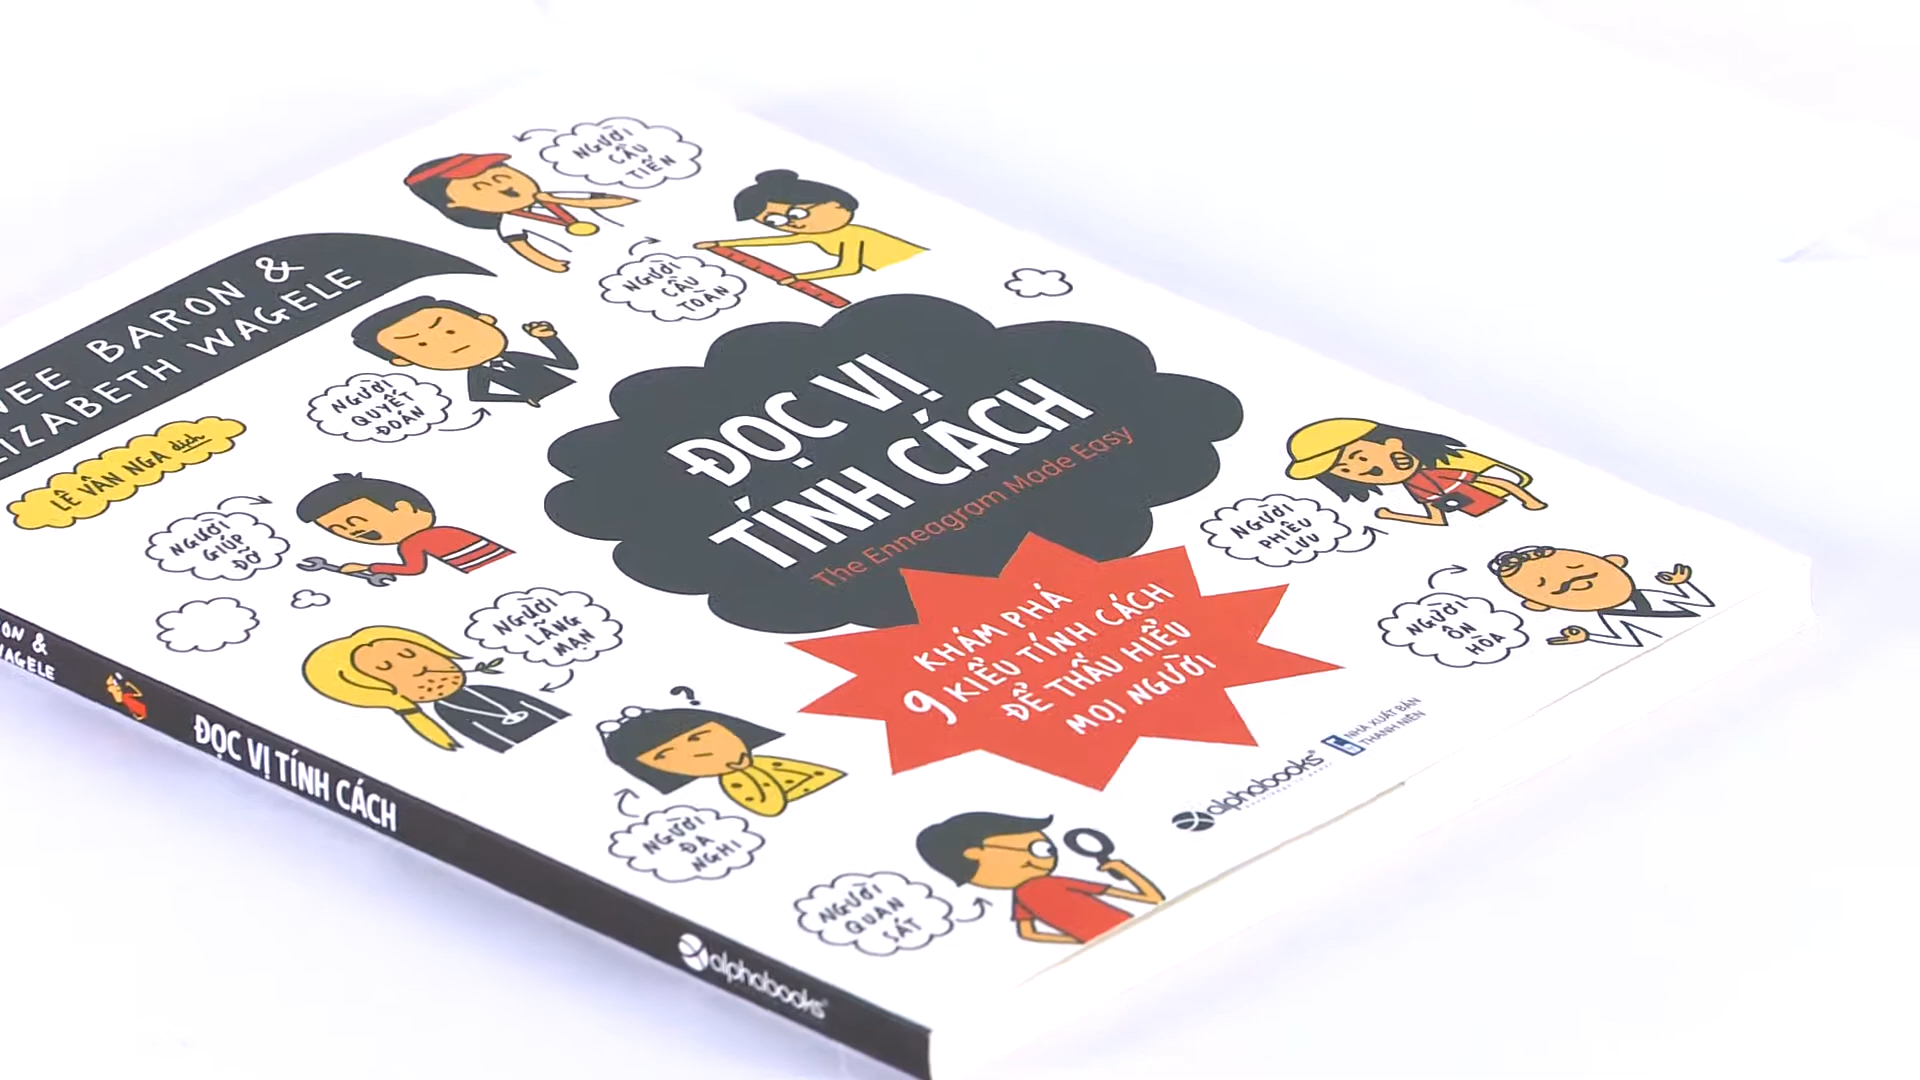 VEE BARON &
LIZABETH WAGELE
LÊ VÂN NGA dịch
NGƯỜI
CẦU
TIẾN
NGƯỜI
CẦU
TOÀN
NGƯỜI
QUYẾT
ĐOÁN
NGƯỜI
GIÚP
ĐỠ
NGƯỜI
LÃNG
MẠN
?
NGƯỜI
ĐA
NGHI
NGƯỜI
QUAN
SÁT
NGƯỜI
PHIÊU
LƯU
NGƯỜI
ÔN
HÒA
ĐỌC VỊ
TÍNH CÁCH
The Enneagram Made Easy
KHÁM PHÁ
9 KIỂU TÍNH CÁCH
ĐỂ THẤU HIỂU
MỌI NGƯỜI
alphabooks®
NHÀ XUẤT BẢN
THANH NIÊN
ON &
WAGELE
ĐỌC VỊ TÍNH CÁCH
alphabooks®